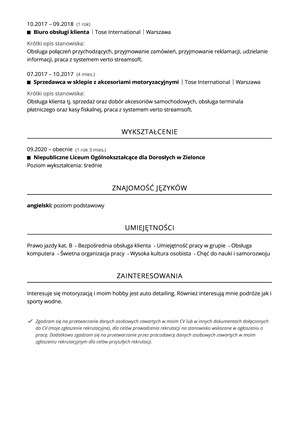 10.2017 – 09.2018 (1 rok)
Biuro obsługi klienta | Tose International | Warszawa
Krótki opis stanowiska:
Obsługa połączeń przychodzących, przyjmowanie zamówień, przyjmowanie reklamacji, udzielanie
informacji, praca z systemem verto streamsoft.
07.2017 – 10.2017 (4 mies.)
Sprzedawca w sklepie z akcesoriami motoryzacyjnymi | Tose International | Warszawa
Krótki opis stanowiska:
Obsługa klienta tj. sprzedaż oraz dobór akcesoriów samochodowych, obsługa terminala
płatniczego oraz kasy fiskalnej, praca z systemem verto streamsoft.
WYKSZTAŁCENIE
09.2020 – obecnie (1 rok 3 mies.)
Niepubliczne Liceum Ogólnokształcące dla Dorosłych w Zielonce
Poziom wykształcenia: średnie
ZNAJOMOŚĆ JĘZYKÓW
angielski: poziom podstawowy
UMIEJĘTNOŚCI
Prawo jazdy kat. B - Bezpośrednia obsługa klienta - Umiejętność pracy w grupie - Obsługa
komputera - Świetna organizacja pracy - Wysoka kultura osobista - Chęć do nauki i samorozwoju
ZAINTERESOWANIA
Interesuje się motoryzacją i moim hobby jest auto detailing. Również interesują mnie podróże jak i
sporty wodne.
Zgadzam się na przetwarzanie danych osobowych zawartych w moim CV lub w innych dokumentach dołączonych
do CV (moje zgłoszenie rekrutacyjne), dla celów prowadzenia rekrutacji na stanowisko wskazane w ogłoszeniu o
pracę. Dodatkowo zgadzam się na przetwarzanie przez pracodawcę danych osobowych zawartych w moim
zgłoszeniu rekrutacyjnym dla celów przyszłych rekrutacji.